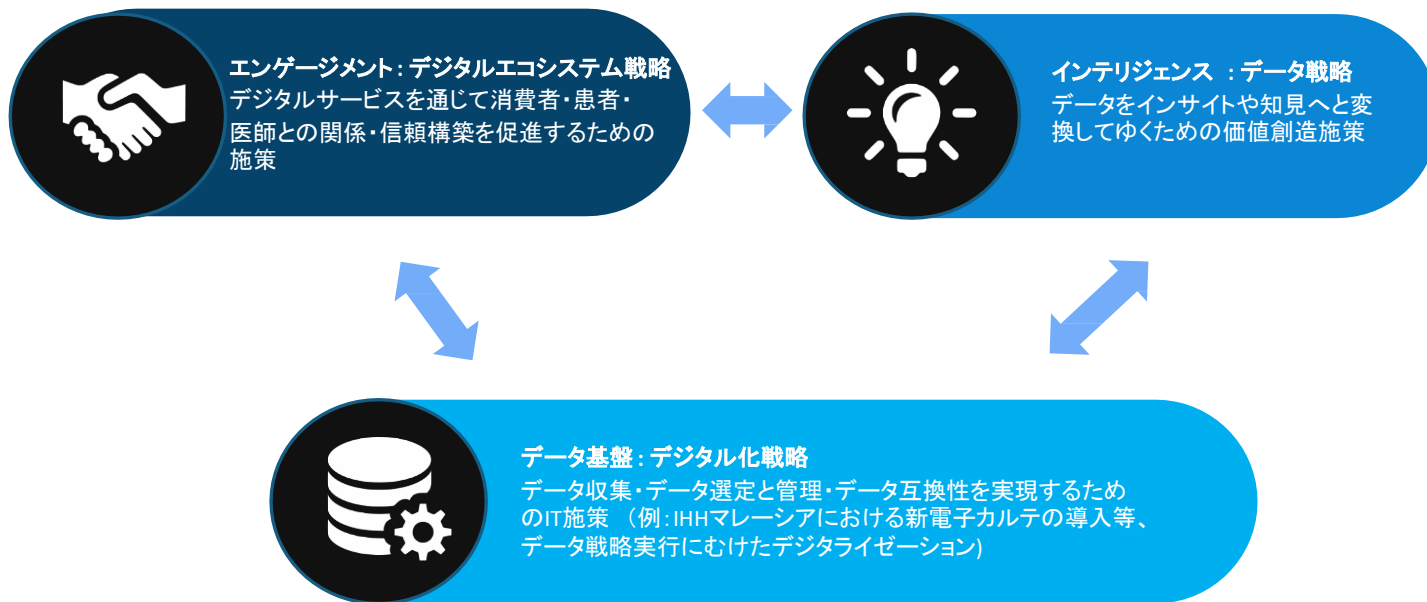 エンゲージメント：デジタルエコシステム戦略
デジタルサービスを通じて消費者・患者・
医師との関係・信頼構築を促進するための
施策
インテリジェンス ：データ戦略
データをインサイトや知見へと変
換してゆくための価値創造施策
データ基盤：デジタル化戦略
データ収集・データ選定と管理・データ互換性を実現するため
のIT施策 （例：IHHマレーシアにおける新電子カルテの導入等、
データ戦略実行にむけたデジタライゼーション)